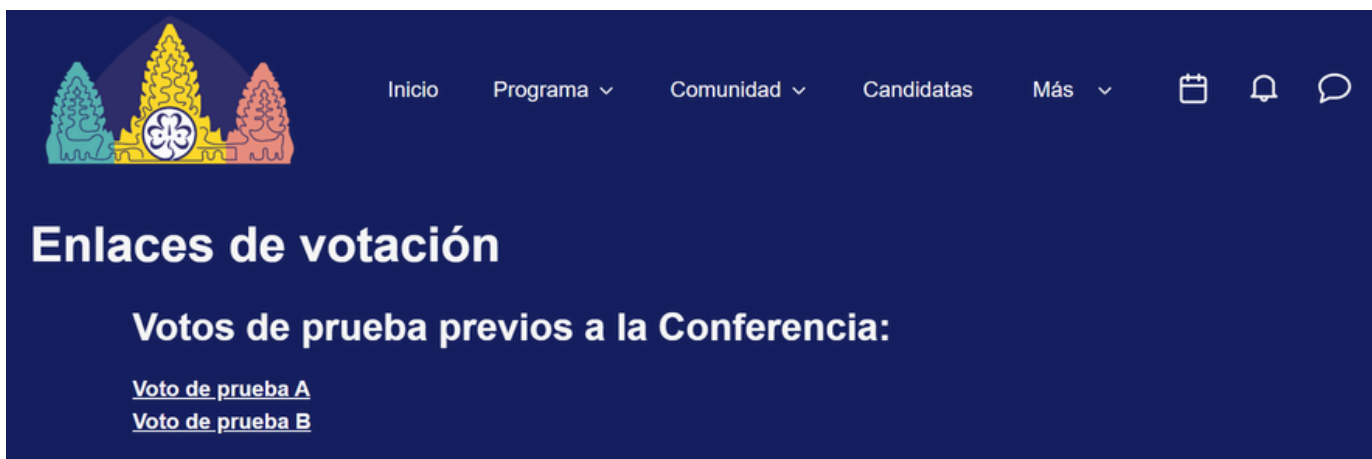 Inicio Programa Comunidad Candidatas Más
Enlaces de votación
Votos de prueba previos a la Conferencia:
Voto de prueba A
Voto de prueba B